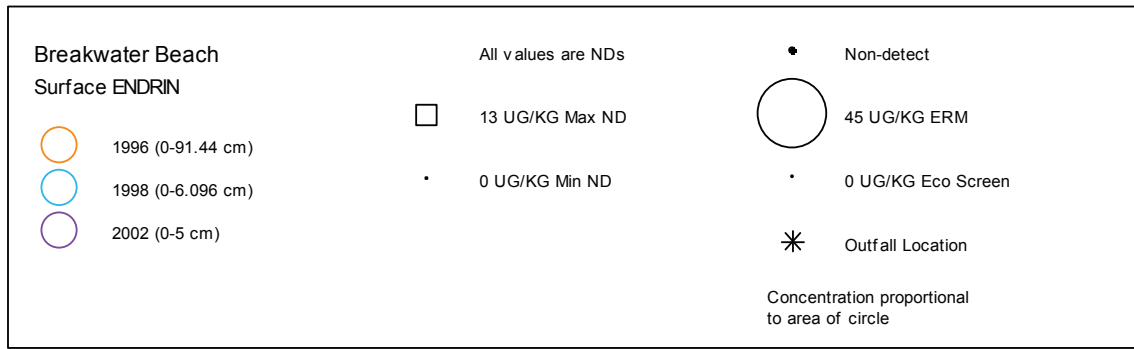 Breakwater Beach
Surface ENDRIN
1996 (0-91.44 cm)
1998 (0-6.096 cm)
2002 (0-5 cm)
All values are NDs
13 UG/KG Max ND
0 UG/KG Min ND
Non-detect
45 UG/KG ERM
0 UG/KG Eco Screen
Outfall Location
Concentration proportional
to area of circle